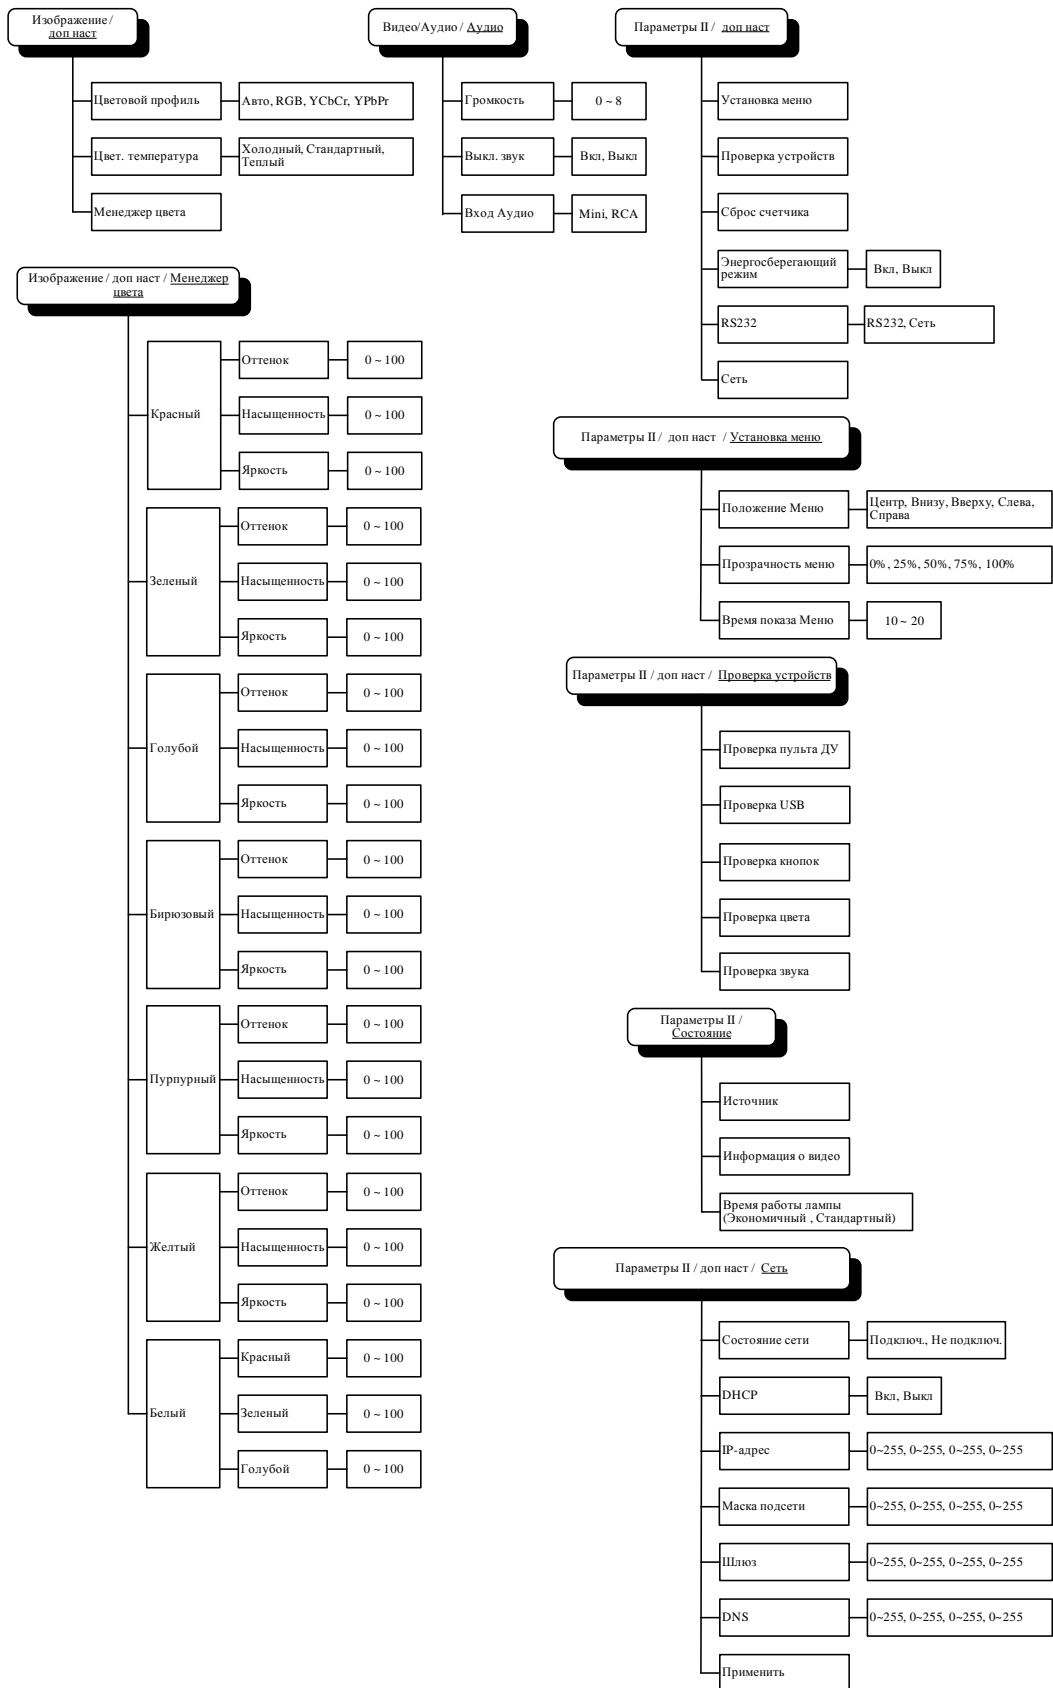 Изображение /
доп наст
Цветовой профиль
Авто, RGB, YCbCr, YPbPr
Цвет. температура
Холодный, Стандартный,
Теплый
Менеджер цвета
Видео/Аудио / Аудио
Громкость
0 ~ 8
Выкл. звук
Вкл, Выкл
Вход Аудио
Mini, RCA
Параметры II / доп наст
Установка меню
Проверка устройств
Сброс счетчика
Энергосберегающий
режим
Вкл, Выкл
RS232
RS232, Сеть
Сеть
Изображение / доп наст / Менеджер
цвета
Красный
Оттенок
0 ~ 100
Насыщенность
0 ~ 100
Яркость
0 ~ 100
Зеленый
Оттенок
0 ~ 100
Насыщенность
0 ~ 100
Яркость
0 ~ 100
Голубой
Оттенок
0 ~ 100
Насыщенность
0 ~ 100
Яркость
0 ~ 100
Бирюзовый
Оттенок
0 ~ 100
Насыщенность
0 ~ 100
Яркость
0 ~ 100
Пурпурный
Оттенок
0 ~ 100
Насыщенность
0 ~ 100
Яркость
0 ~ 100
Желтый
Оттенок
0 ~ 100
Насыщенность
0 ~ 100
Яркость
0 ~ 100
Белый
Красный
0 ~ 100
Зеленый
0 ~ 100
Голубой
0 ~ 100
Параметры II / доп наст / Установка меню
Положение Меню
Центр, Внизу, Вверху, Слева,
Справа
Прозрачность меню
0%, 25%, 50%, 75%, 100%
Время показа Меню
10 ~ 20
Параметры II / доп наст / Проверка устройств
Проверка пульта ДУ
Проверка USB
Проверка кнопок
Проверка цвета
Проверка звука
Параметры II /
Состояние
Источник
Информация о видео
Время работы лампы
(Экономичный , Стандартный)
Параметры II / доп наст / Сеть
Состояние сети
Подключ., Не подключ.
DHCP
Вкл, Выкл
IP-адрес
0~255, 0~255, 0~255, 0~255
Маска подсети
0~255, 0~255, 0~255, 0~255
Шлюз
0~255, 0~255, 0~255, 0~255
DNS
0~255, 0~255, 0~255, 0~255
Применить